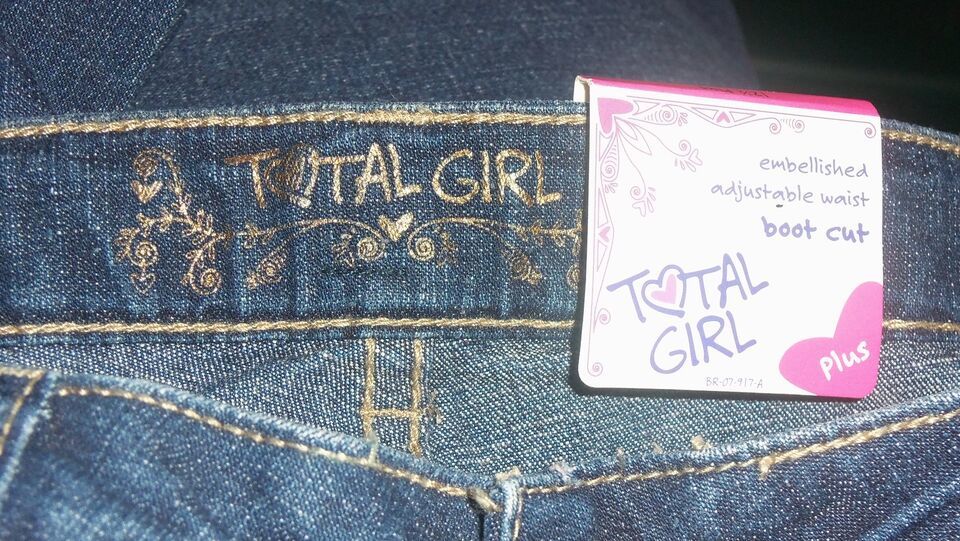 TOTAL GIRL
embellished
adjustable waist
boot cut
TOTAL
GIRL
Plus
BR-07-917-A